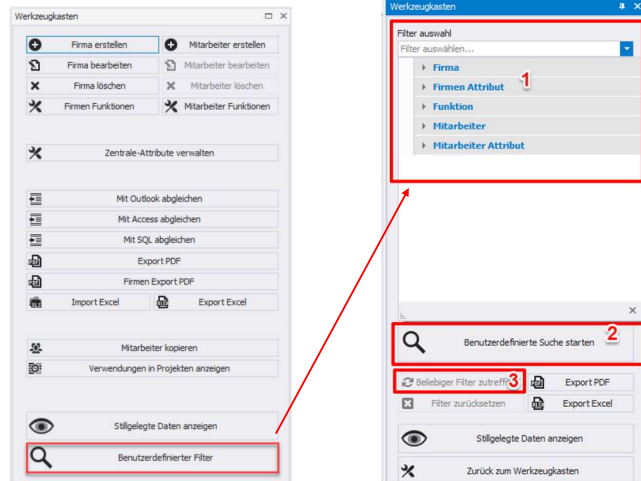 Werkzeugkasten
Firma erstellen
Mitarbeiter erstellen
Firma bearbeiten
Mitarbeiter bearbeiten
Firma löschen
Mitarbeiter löschen
Firmen Funktionen
Mitarbeiter Funktionen
Zentrale-Attribute verwalten
Mit Outlook abgleichen
Mit Access abgleichen
Mit SQL abgleichen
Export PDF
Firmen Export PDF
Import Excel
Export Excel
Mitarbeiter kopieren
Verwendungen in Projekten anzeigen
Stillgelegte Daten anzeigen
Benutzerdefinierter Filter
Werkzeugkasten
Filter auswahl
Filter auswählen...
Firma
1
Firmen Attribut
Funktion
Mitarbeiter
Mitarbeiter Attribut
Benutzerdefinierte Suche starten
2
Beliebiger Filter zutreff
3
Export PDF
Filter zurücksetzen
Export Excel
Stillgelegte Daten anzeigen
Zurück zum Werkzeugkasten